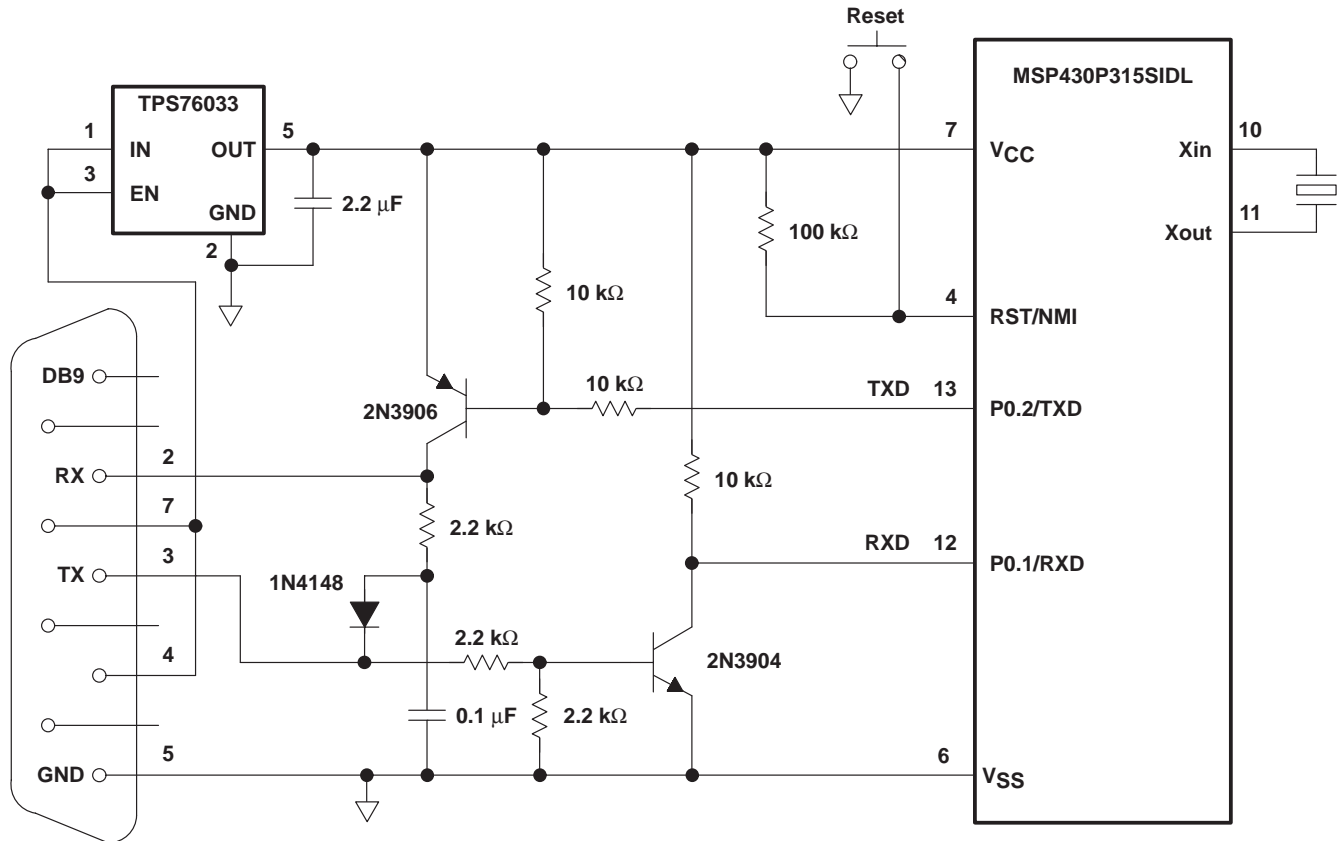 Reset
MSP430P315SIDL
TPS76033
1
IN
OUT
5
3
EN
GND
2
2.2 μF
7
VCC
Xin
10
Xout
11
100 kΩ
10 kΩ
4
RST/NMI
DB9
2N3906
10 kΩ
TXD
13
P0.2/TXD
RX
2
7
2.2 kΩ
10 kΩ
TX
3
1N4148
RXD
12
P0.1/RXD
2.2 kΩ
4
2N3904
0.1 μF
2.2 kΩ
GND
5
6
VSS